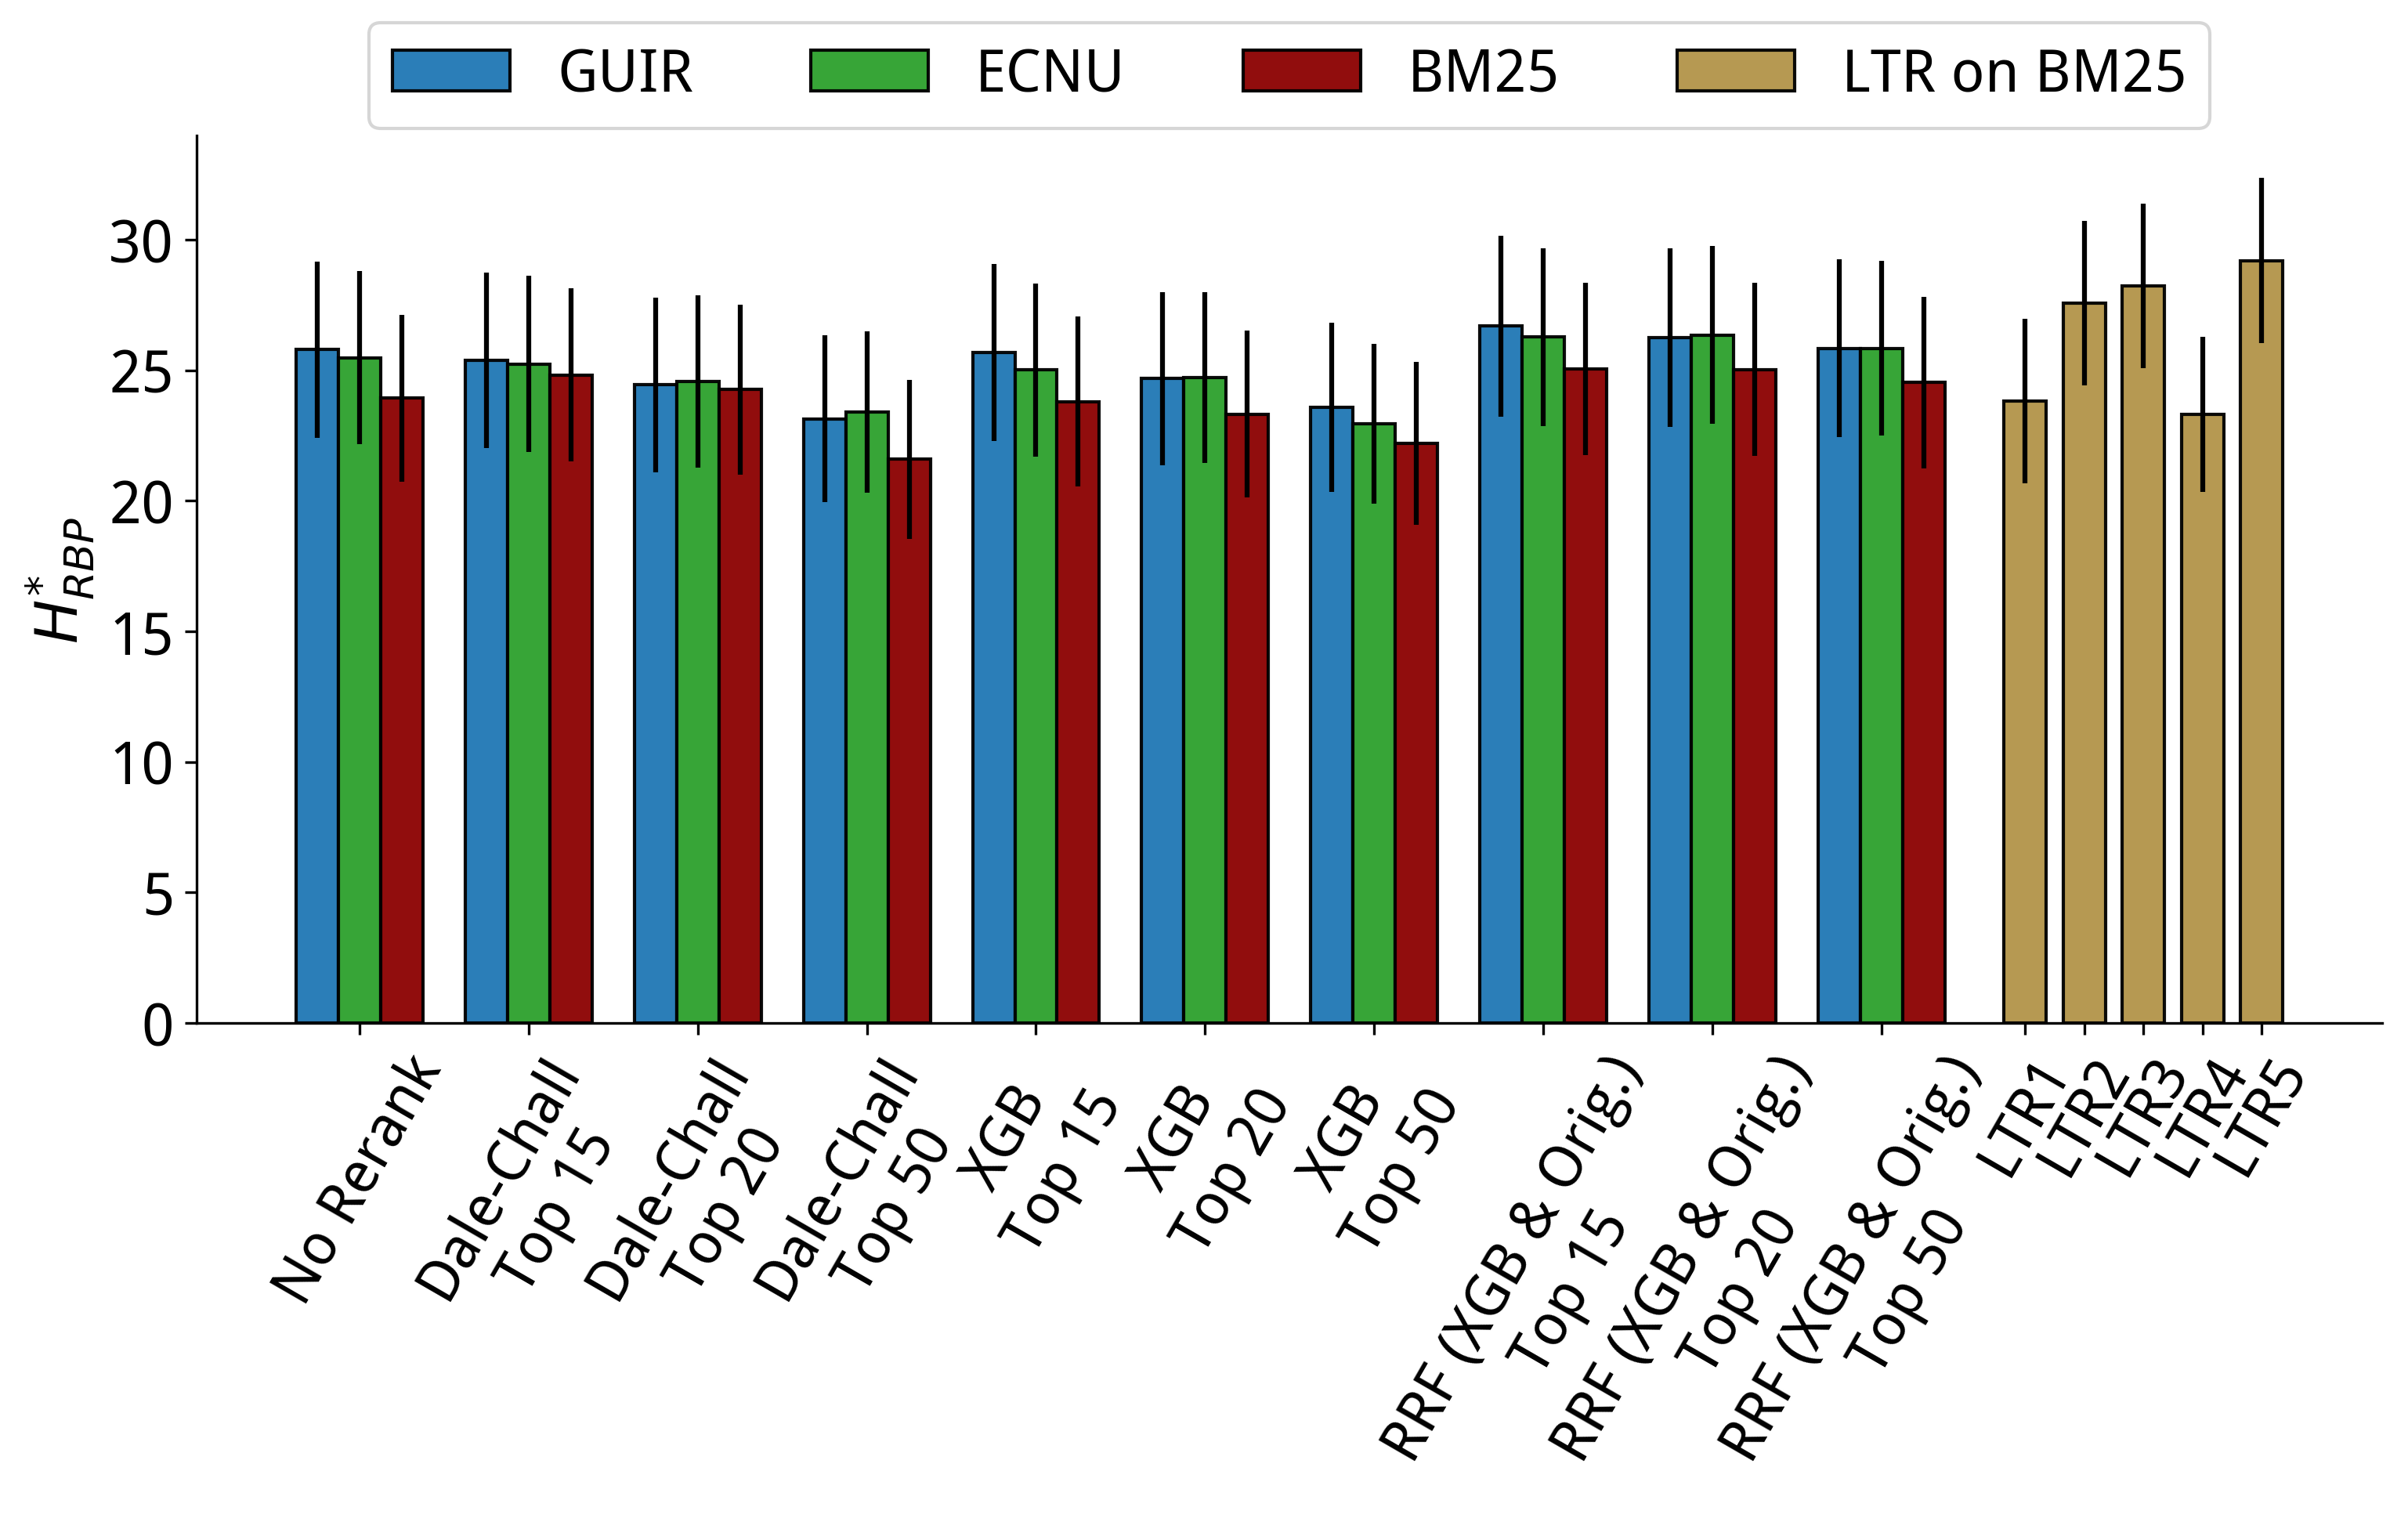 GUIR ECNU BM25 LTR on BM25
30
25
20
15
10
5
0
H*RBP
No Rerank
Dale-Chall
Top 15
Dale-Chall
Top 20
Dale-Chall
Top 50
XGB
Top 15
XGB
Top 20
XGB
Top 50
RRF (XGB & Orig.)
Top 15
RRF (XGB & Orig.)
Top 20
RRF (XGB & Orig.)
Top 50
LTR1
LTR2
LTR3
LTR4
LTR5